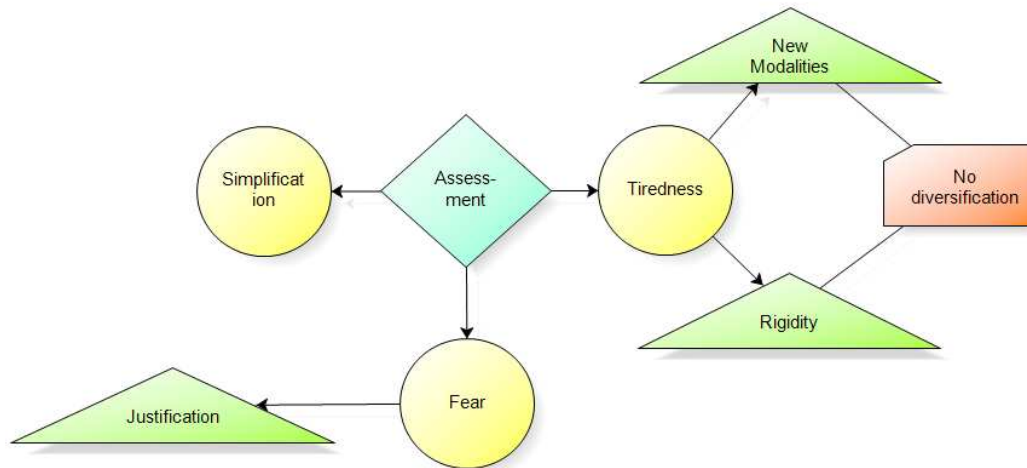 New
Modalities
Simplificat
ion
Assess-
ment
Tiredness
No
diversification
Rigidity
Justification
Fear